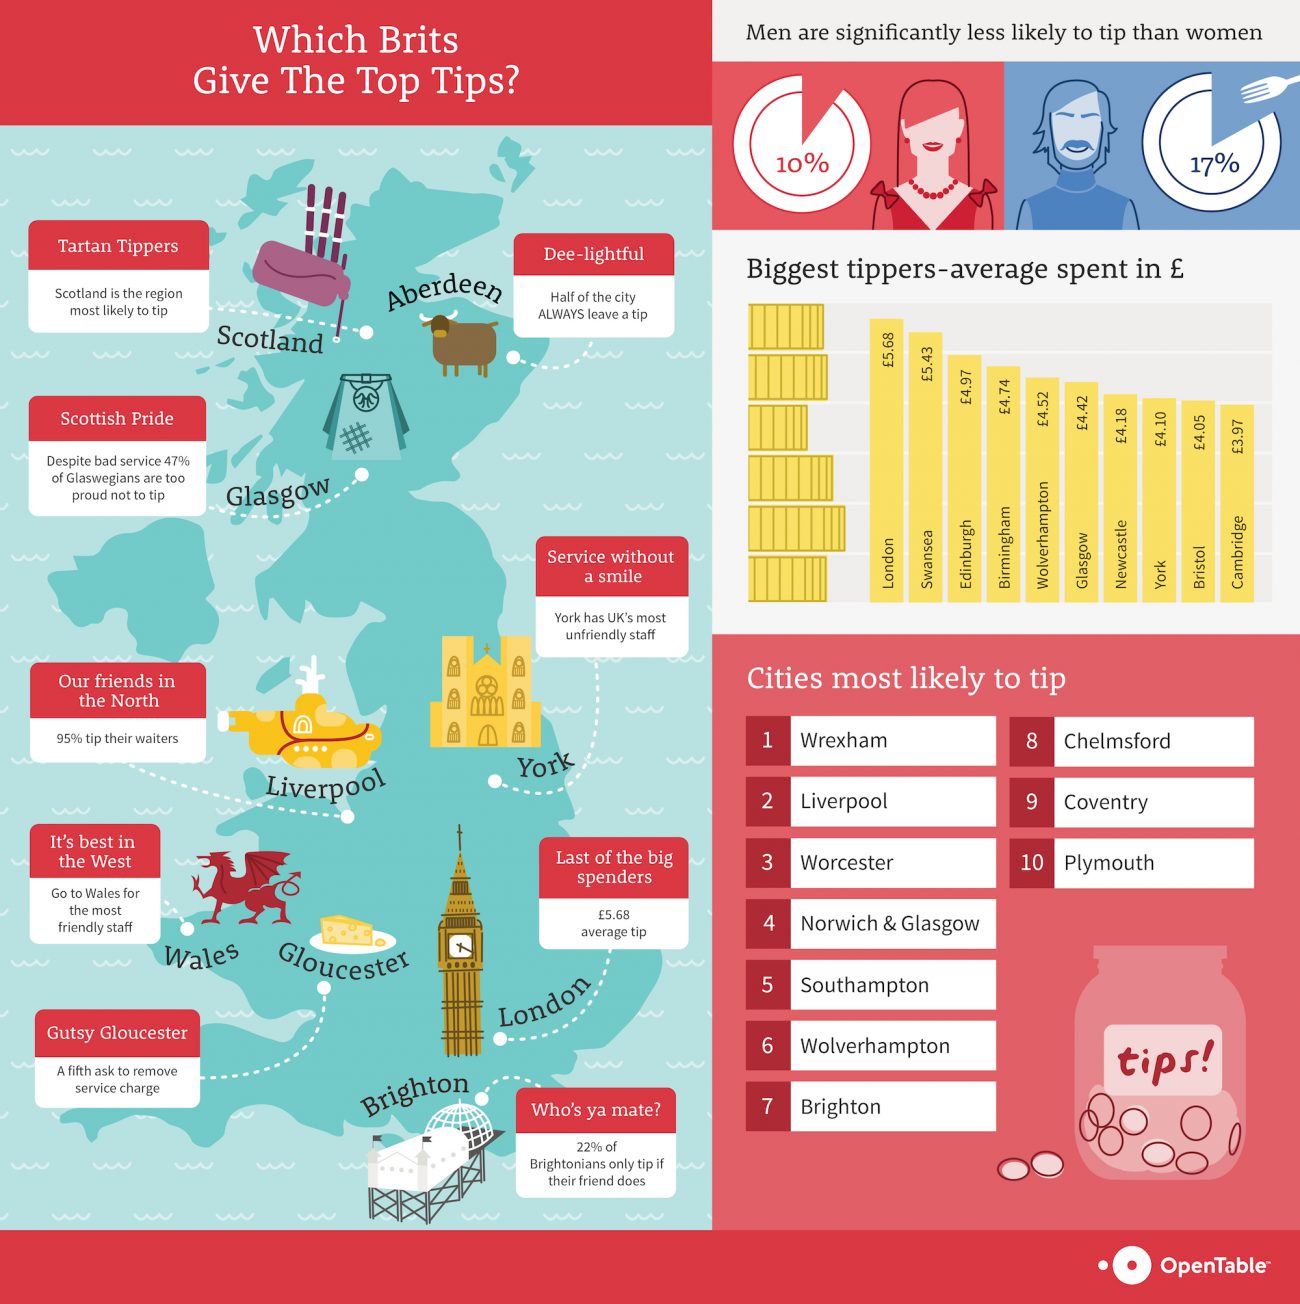 Which Brits
Give The Top Tips?
Tartan Tippers
Scotland is the region
most likely to tip
Scotland
Aberdeen
Dee-lightful
Half of the city
ALWAYS leave a tip
Scottish Pride
Despite bad service 47%
of Glaswegians are too
proud not to tip
Glasgow
Service without
a smile
York has UK's most
unfriendly staff
York
Our friends in
the North
95% tip their waiters
Liverpool
It's best in
the West
Go to Wales for
the most
friendly staff
Wales
Gloucester
Last of the big
spenders
£5.68
average tip
London
Gutsy Gloucester
A fifth ask to remove
service charge
Brighton
Who's ya mate?
22% of
Brightonians only tip if
their friend does
Men are significantly less likely to tip than women
10%
17%
Biggest tippers-average spent in £
London £5.68
Swansea £5.43
Edinburgh £4.97
Birmingham £4.74
Wolverhampton £4.52
Glasgow £4.42
Newcastle £4.18
York £4.10
Bristol £4.05
Cambridge £3.97
Cities most likely to tip
1 Wrexham
2 Liverpool
3 Worcester
4 Norwich & Glasgow
5 Southampton
6 Wolverhampton
7 Brighton
8 Chelmsford
9 Coventry
10 Plymouth
tips!
OpenTable™